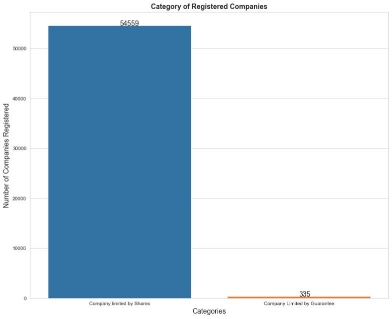 Category of Registered Companies
54559
50000
40000
30000
20000
10000
0
335
Number of Companies Registered
Company limited by Shares
Company Limited by Guarantee
Categories